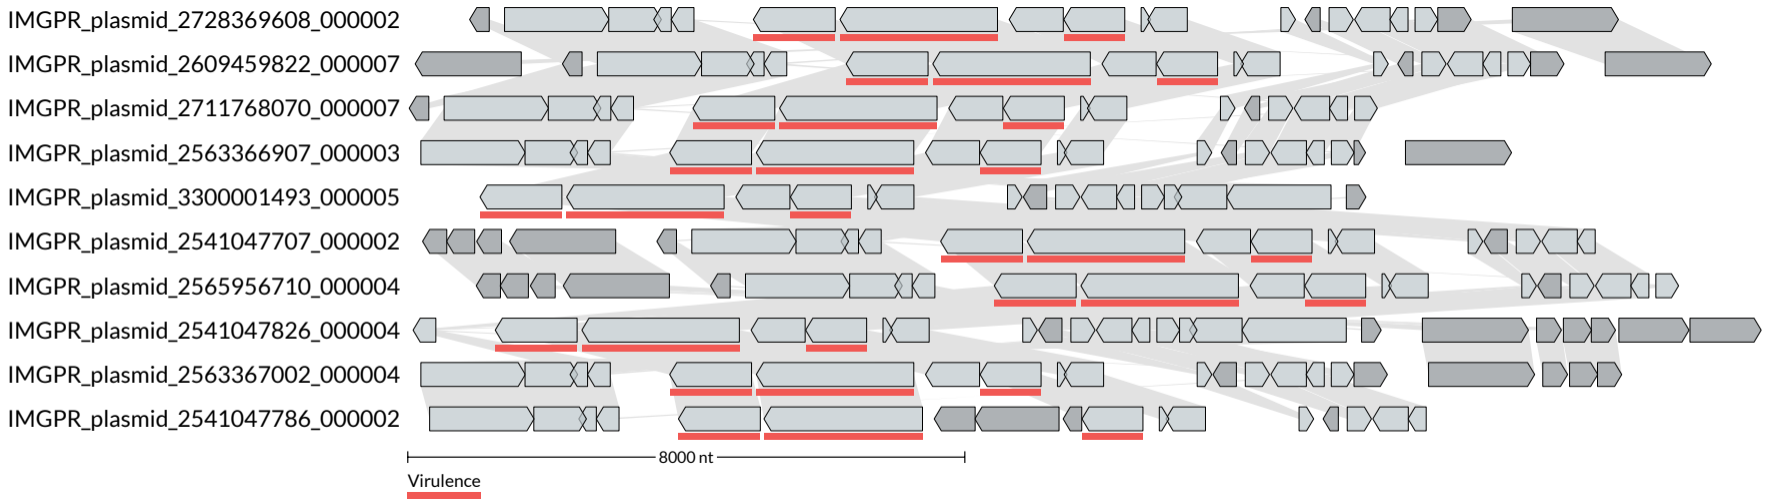 IMGPR_plasmid_2728369608_000002
IMGPR_plasmid_2609459822_000007
IMGPR_plasmid_2711768070_000007
IMGPR_plasmid_2563366907_000003
IMGPR_plasmid_3300001493_000005
IMGPR_plasmid_2541047707_000002
IMGPR_plasmid_2565956710_000004
IMGPR_plasmid_2541047826_000004
IMGPR_plasmid_2563367002_000004
IMGPR_plasmid_2541047786_000002
8000 nt
Virulence